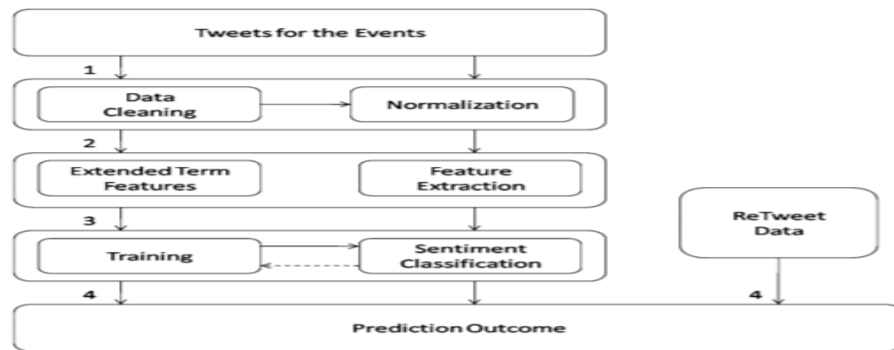 Tweets for the Events
1
Data
Cleaning
Normalization
2
Extended Term
Features
Feature
Extraction
3
Training
Sentiment
Classification
ReTweet
Data
4
4
Prediction Outcome